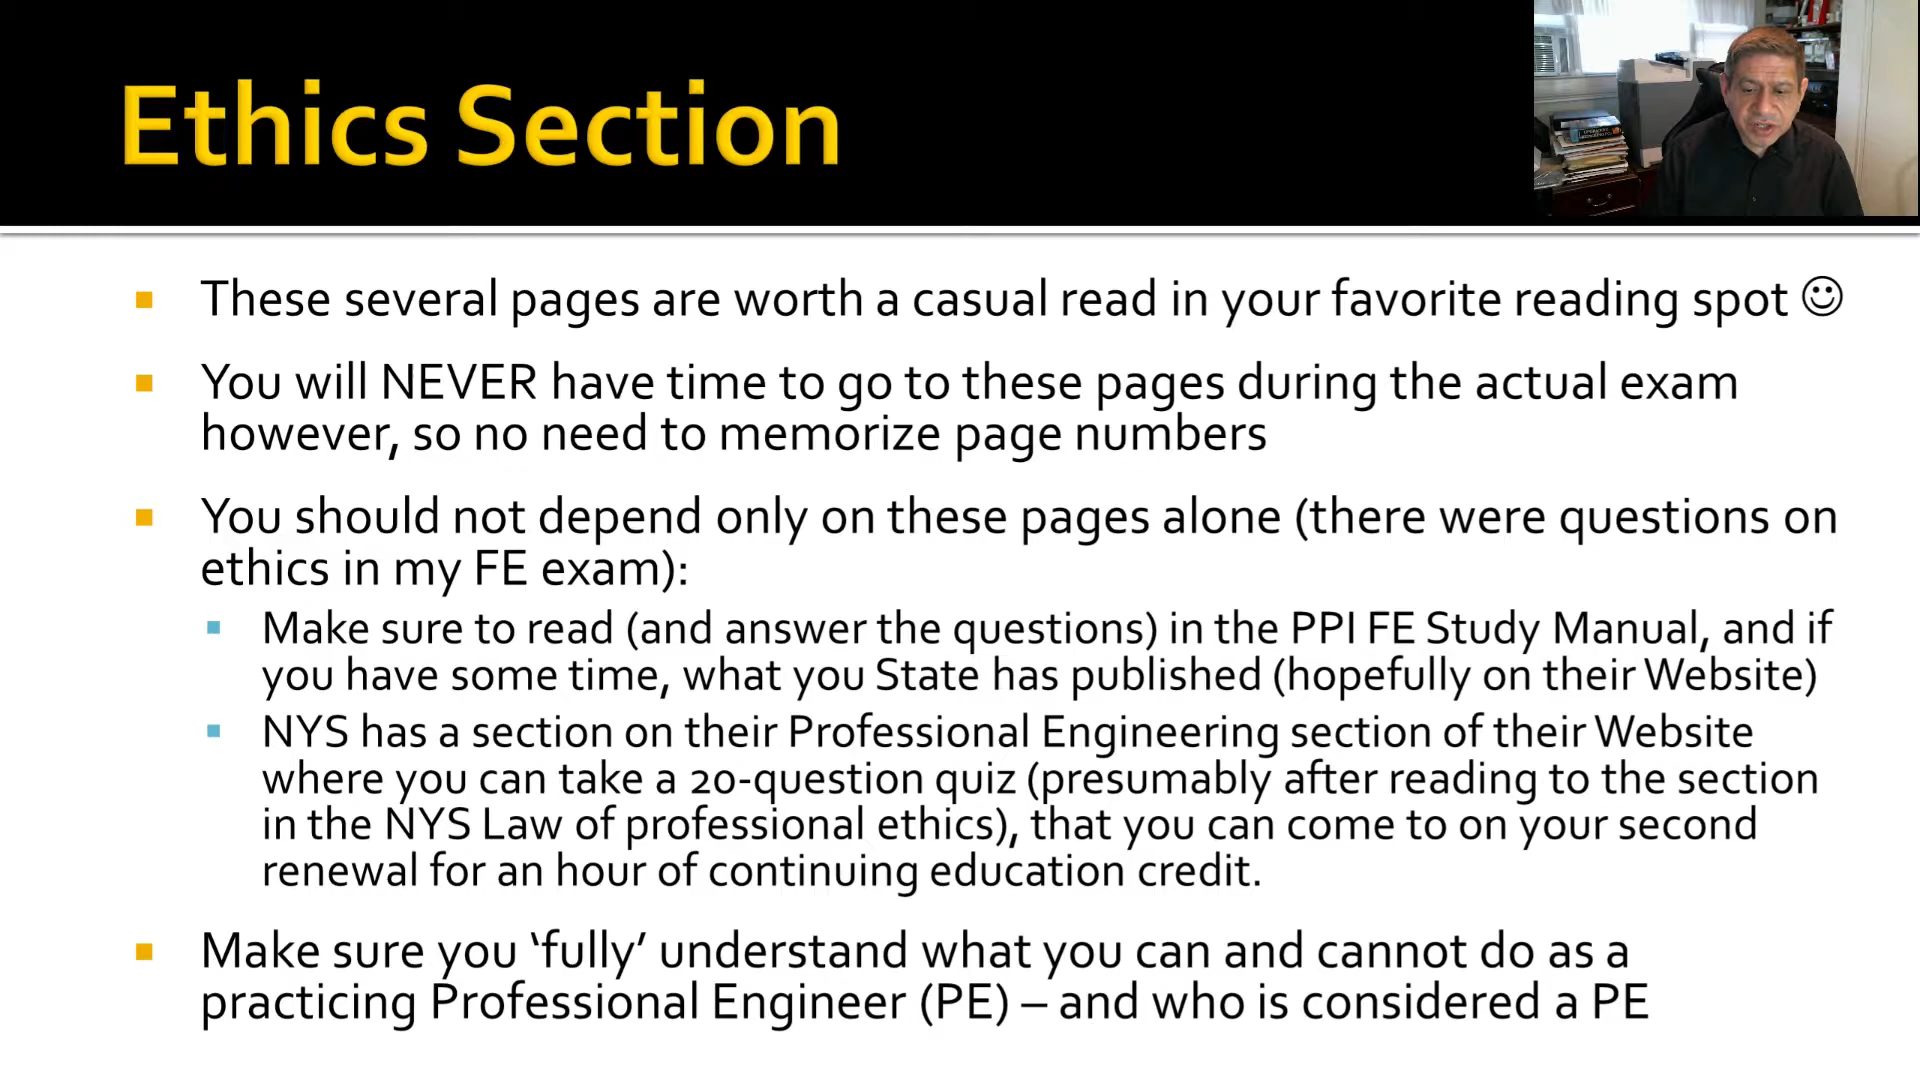 Ethics Section
These several pages are worth a casual read in your favorite reading spot ☺
You will NEVER have time to go to these pages during the actual exam
however, so no need to memorize page numbers
You should not depend only on these pages alone (there were questions on
ethics in my FE exam):
Make sure to read (and answer the questions) in the PPI FE Study Manual, and if
you have some time, what you State has published (hopefully on their Website)
NYS has a section on their Professional Engineering section of their Website
where you can take a 20-question quiz (presumably after reading to the section
in the NYS Law of professional ethics), that you can come to on your second
renewal for an hour of continuing education credit.
Make sure you ‘fully’ understand what you can and cannot do as a
practicing Professional Engineer (PE) – and who is considered a PE